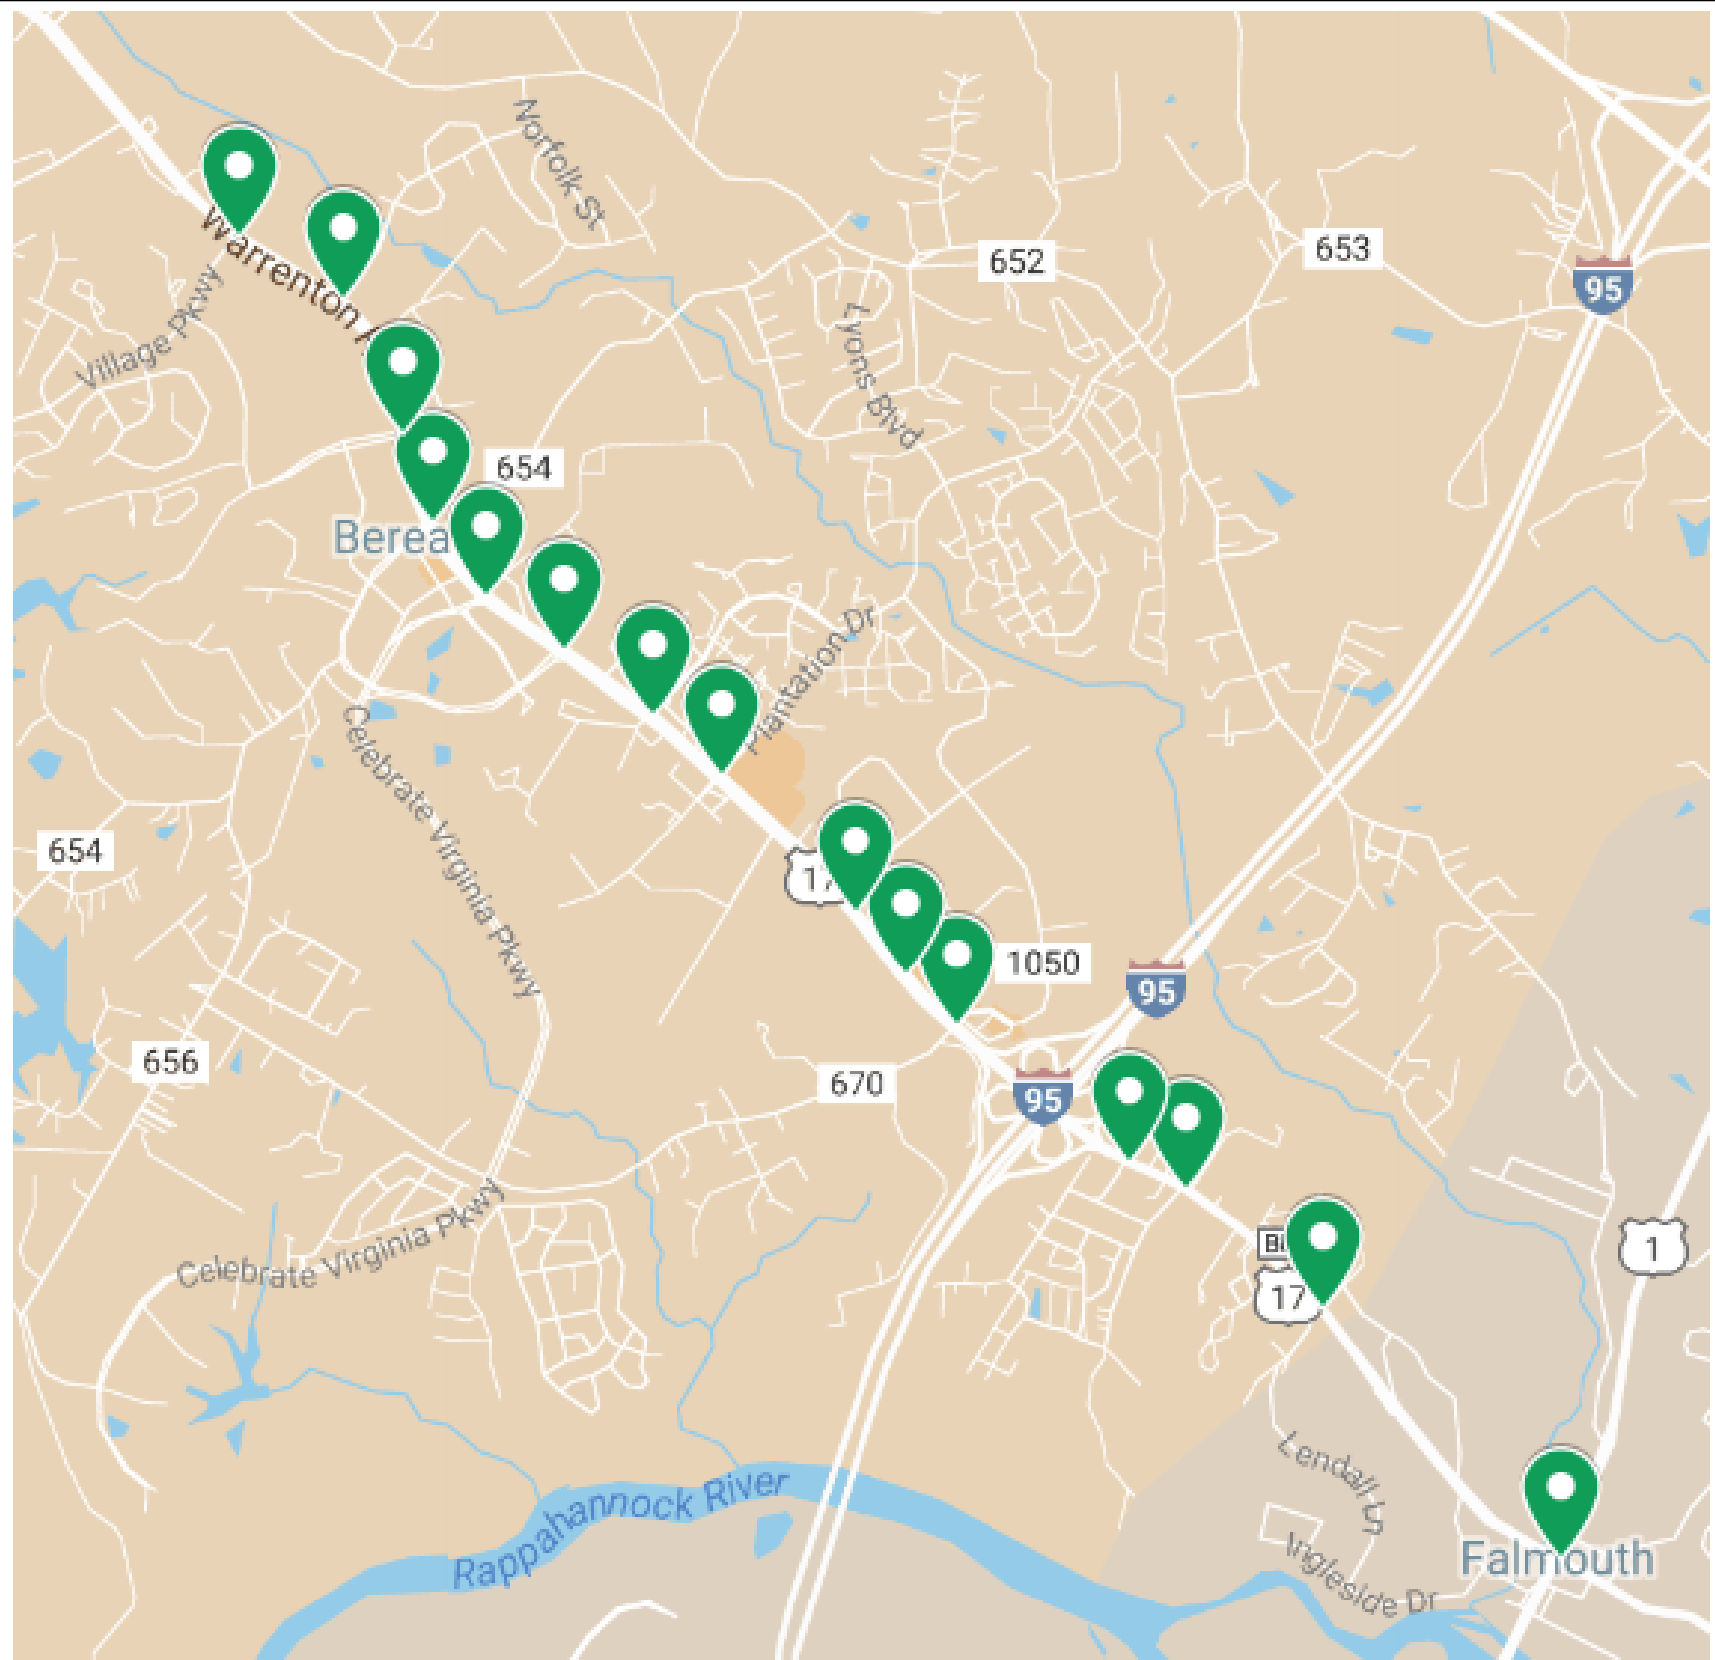 Norfolk St
Warrenton
652
653
95
Village Pkwy
Lyons Blvd
654
Berea
Plantation Dr
Celebrate Virginia Pkwy
654
17
1050
95
656
670
95
Celebrate Virginia Pkwy
17
1
Lendall Ln
Rappahannock River
Falmouth
Ingleside Dr